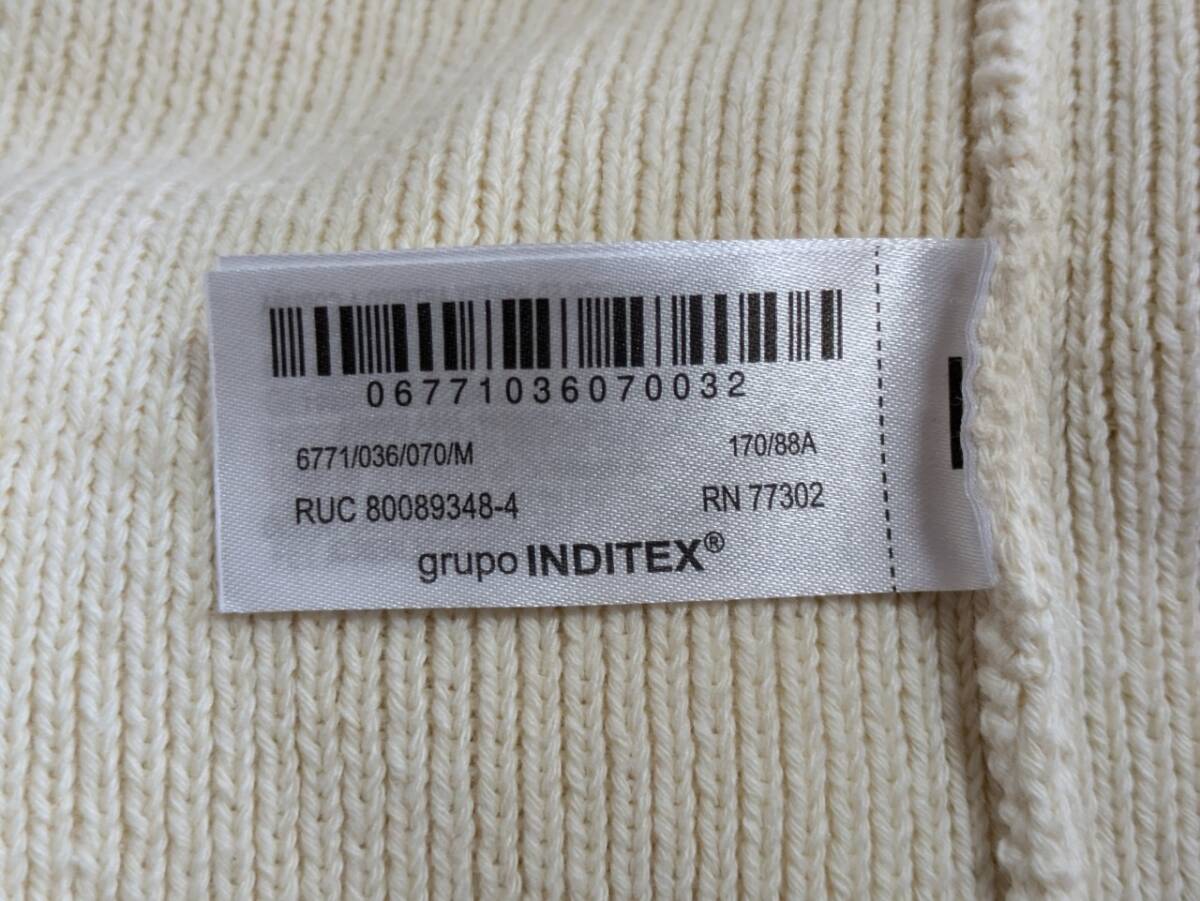 06771036070032
6771/036/070/M 170/88A
RUC 80089348-4 RN 77302
grupo INDITEX®